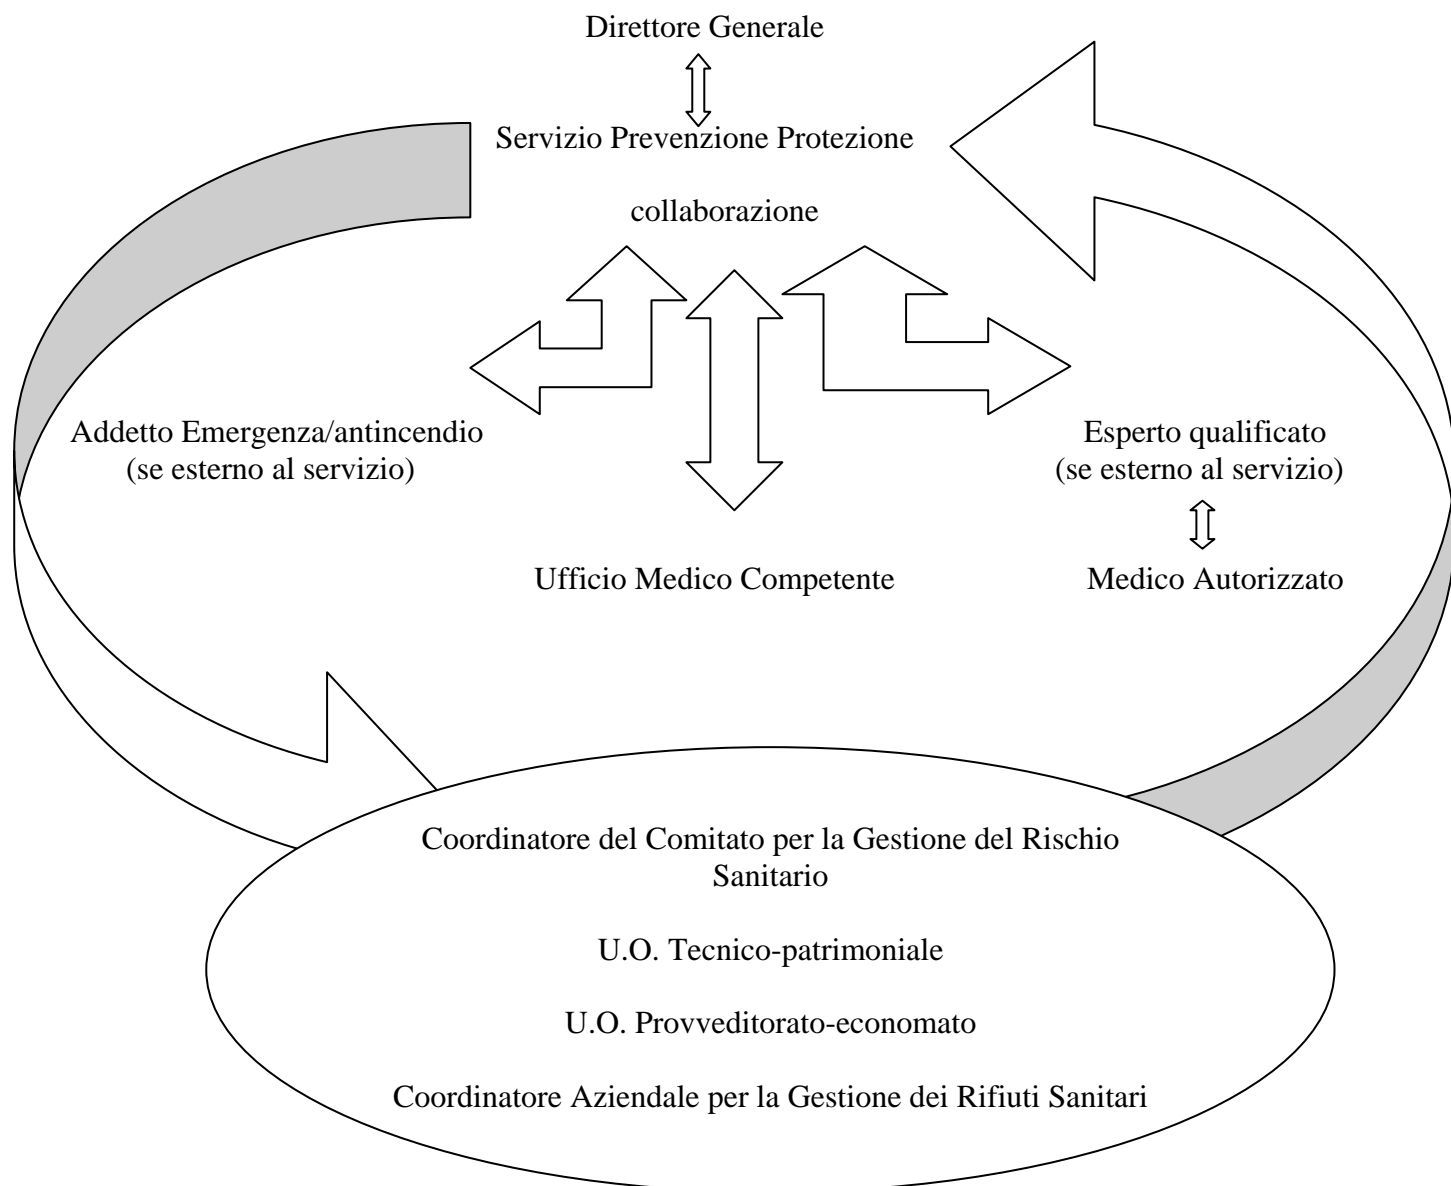 Direttore Generale
Servizio Prevenzione Protezione
collaborazione
Addetto Emergenza/antincendio
(se esterno al servizio)
Esperto qualificato
(se esterno al servizio)
Ufficio Medico Competente
Medico Autorizzato
Coordinatore del Comitato per la Gestione del Rischio
Sanitario
U.O. Tecnico-patrimoniale
U.O. Provveditorato-economato
Coordinatore Aziendale per la Gestione dei Rifiuti Sanitari